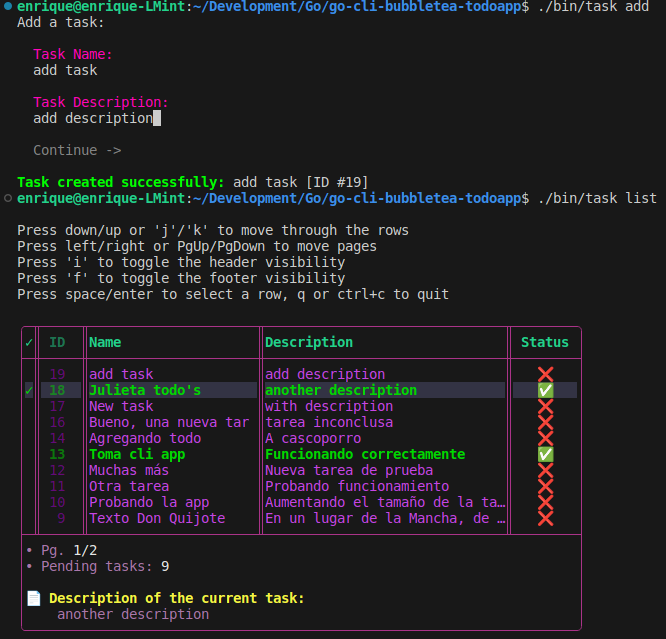 enrique@enrique-LMint:~/Development/Go/go-cli-bubbletea-todoapp$ ./bin/task add
Add a task:
Task Name:
add task
Task Description:
add description
Continue ->
Task created successfully: add task [ID #19]
enrique@enrique-LMint:~/Development/Go/go-cli-bubbletea-todoapp$ ./bin/task list
Press down/up or 'j'/'k' to move through the rows
Press left/right or PgUp/PgDown to move pages
Press 'i' to toggle the header visibility
Press 'f' to toggle the footer visibility
Press space/enter to select a row, q or ctrl+c to quit
✓ ID Name Description Status
19 add task add description ❌
✓ 18 Julieta todo's another description ✅
17 New task with description ❌
16 Bueno, una nueva tar tarea inconclusa ❌
14 Agregando todo A cascoporro ❌
13 Toma cli app Funcionando correctamente ✅
12 Muchas más Nueva tarea de prueba ❌
11 Otra tarea Probando funcionamiento ❌
10 Probando la app Aumentando el tamaño de la ta… ❌
9 Texto Don Quijote En un lugar de la Mancha, de … ❌
• Pg. 1/2
• Pending tasks: 9
📄 Description of the current task:
another description